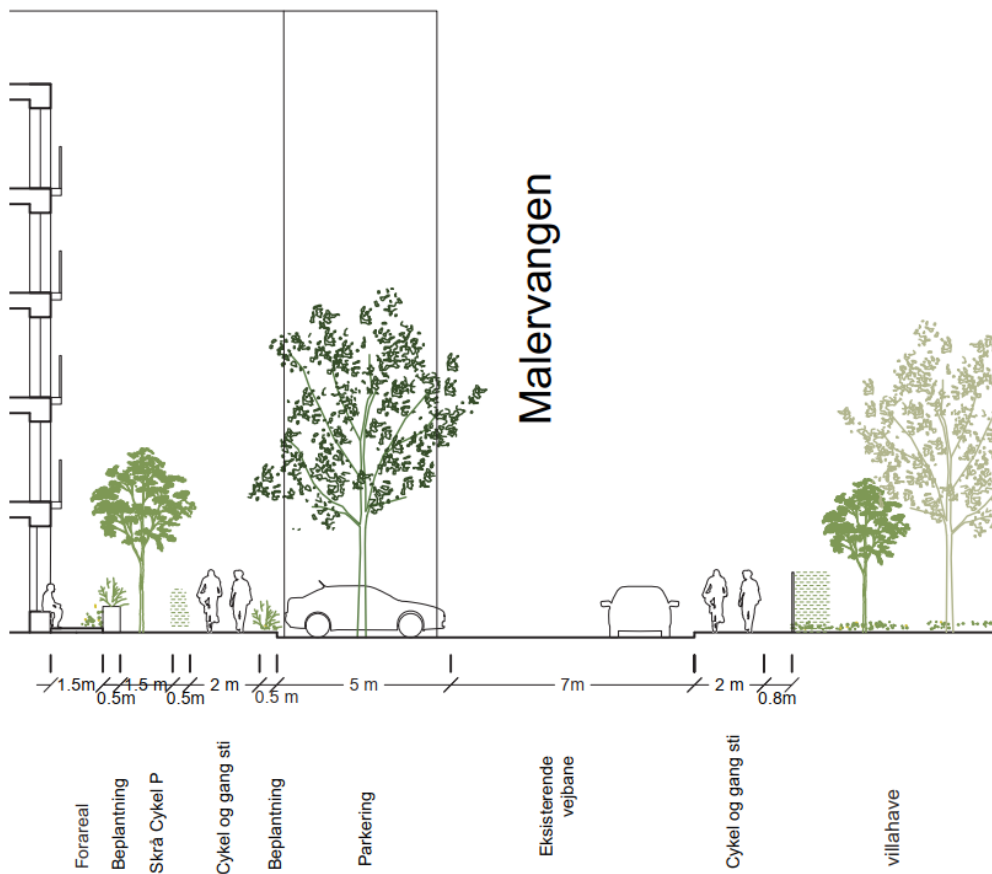 Malervangen
1.5m
0.5m
1.5 m
0.5m
2 m
0.5 m
5 m
7m
2 m
0.8m
Forareal
Beplantning
Skrå Cykel P
Cykel og gang sti
Beplantning
Parkering
Eksisterende
vejbane
Cykel og gang sti
villahave